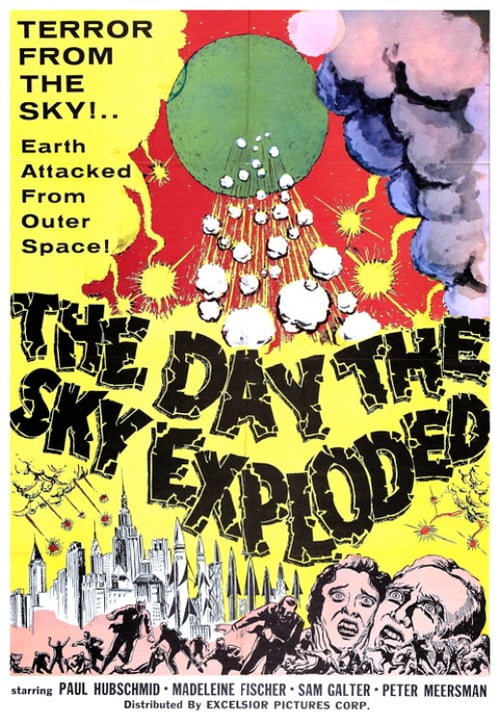 TERROR
FROM
THE
SKY!..
Earth
Attacked
From
Outer
Space!
THE DAY THE
SKY EXPLODED
starring PAUL HUBSCHMID · MADELEINE FISCHER · SAM GALTER · PETER MEERSMAN
Distributed By EXCELSIOR PICTURES CORP.